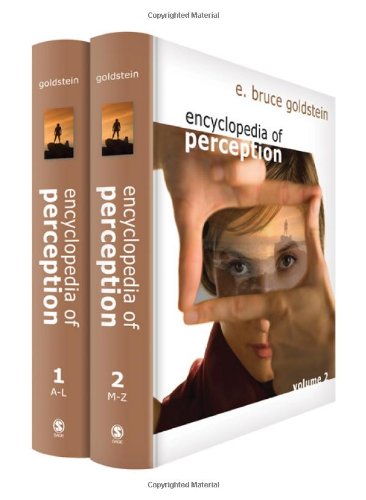 Copyrighted Material
goldstein
encyclopedia of
perception
1
A-L
SAGE
goldstein
encyclopedia of
perception
2
M-Z
SAGE
e. bruce goldstein
encyclopedia of
perception
volume 2
Copyrighted Material